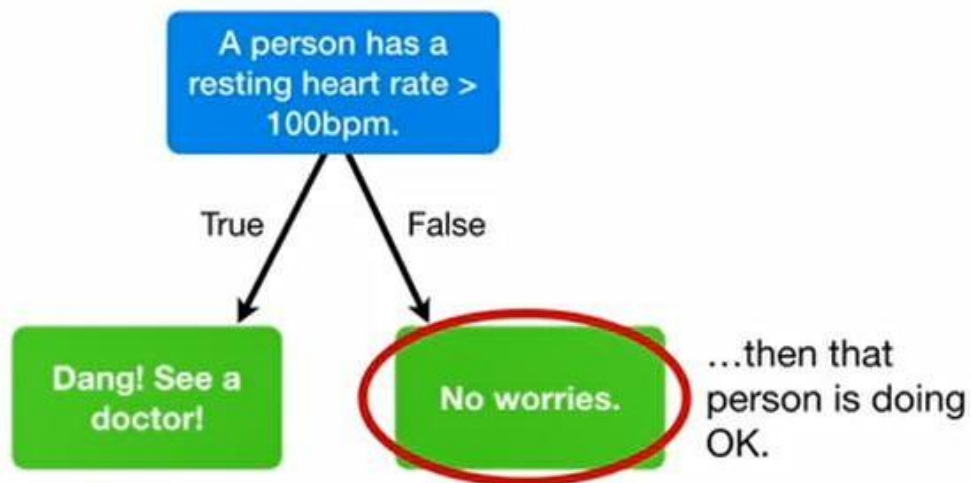 A person has a
resting heart rate >
100bpm.
True
False
Dang! See a
doctor!
No worries.
...then that
person is doing
OK.